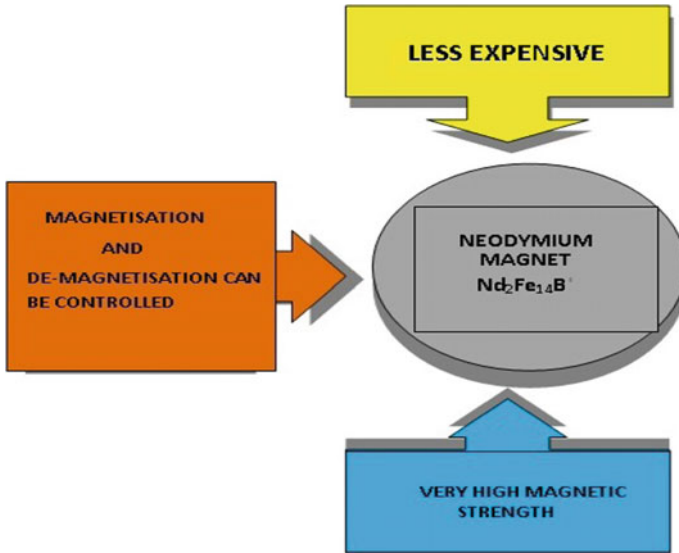 LESS EXPENSIVE
MAGNETISATION
AND
DE-MAGNETISATION CAN
BE CONTROLLED
NEODYMIUM
MAGNET
Nd₂Fe₁₄B
VERY HIGH MAGNETIC
STRENGTH